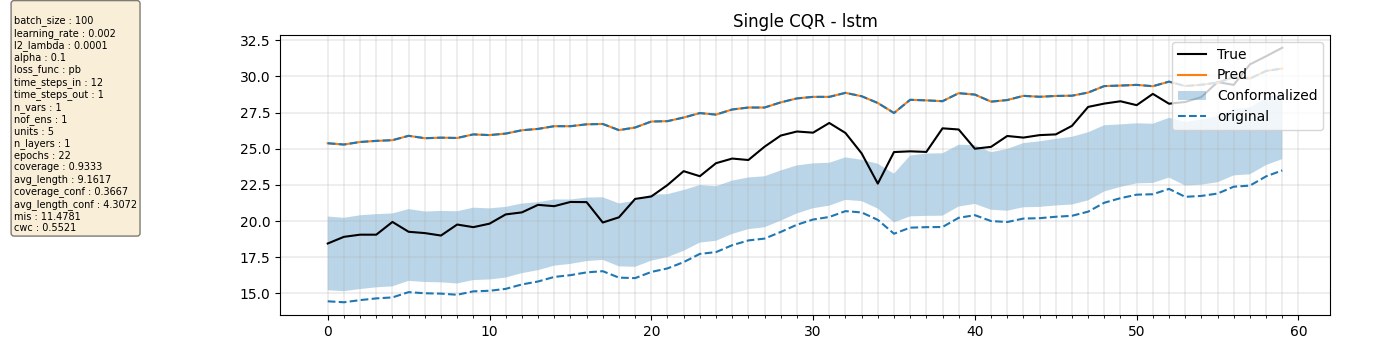 batch_size : 100
learning_rate : 0.002
l2_lambda : 0.0001
alpha : 0.1
loss_func : pb
time_steps_in : 12
time_steps_out : 1
n_vars : 1
nof_ens : 1
units : 5
n_layers : 1
epochs : 22
coverage : 0.9333
avg_length : 9.1617
coverage_conf : 0.3667
avg_length_conf : 4.3072
mis : 11.4781
cwc : 0.5521
Single CQR - lstm
32.5
30.0
27.5
25.0
22.5
20.0
17.5
15.0
True
Pred
Conformalized
original
0 10 20 30 40 50 60